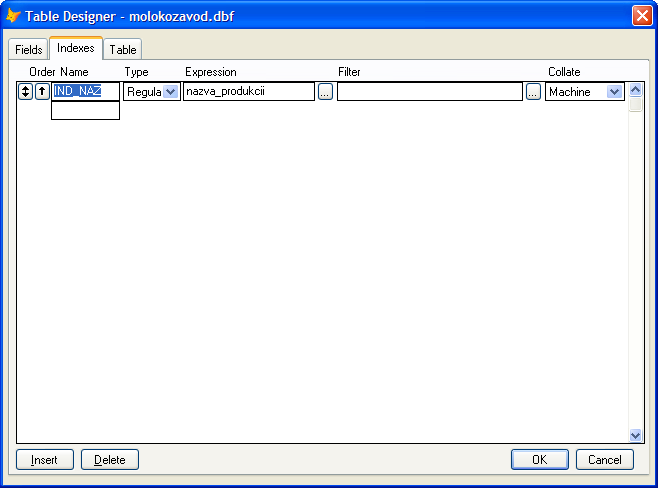 Table Designer - molokozavod.dbf
Fields Indexes Table
Order Name Type Expression Filter Collate
IND_NAZ Regula nazva_produkcii ... ... Machine
Insert Delete OK Cancel